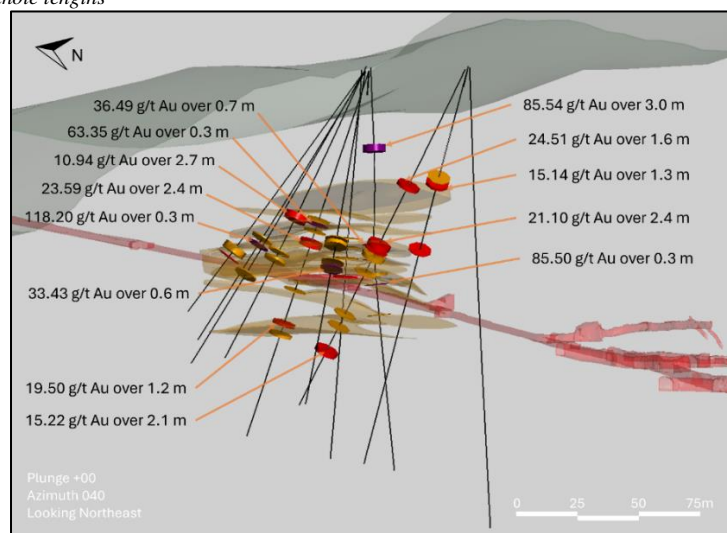 hole lengths
N
36.49 g/t Au over 0.7 m
63.35 g/t Au over 0.3 m
10.94 g/t Au over 2.7 m
23.59 g/t Au over 2.4 m
118.20 g/t Au over 0.3 m
33.43 g/t Au over 0.6 m
19.50 g/t Au over 1.2 m
15.22 g/t Au over 2.1 m
85.54 g/t Au over 3.0 m
24.51 g/t Au over 1.6 m
15.14 g/t Au over 1.3 m
21.10 g/t Au over 2.4 m
85.50 g/t Au over 0.3 m
Plunge +00
Azimuth 040
Looking Northeast
0 25 50 75m